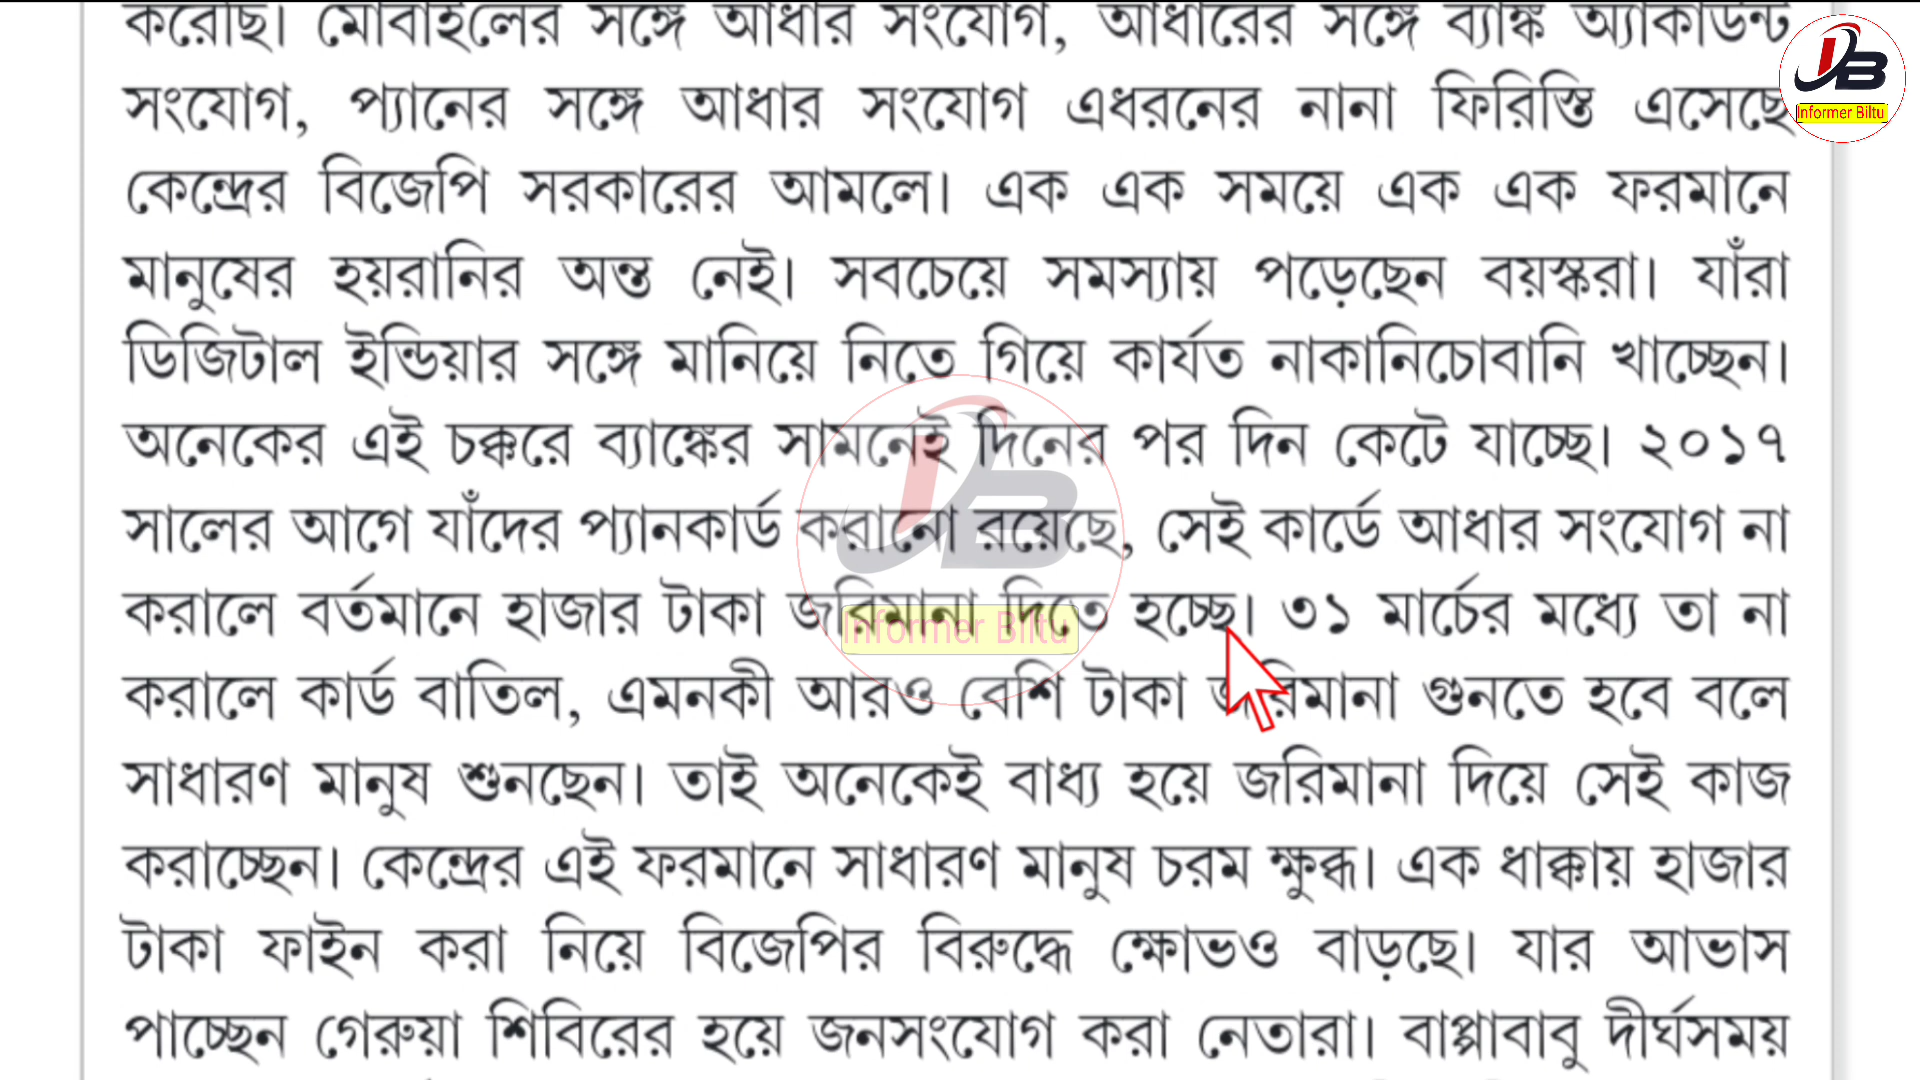 করেছি। মোবাইলের সঙ্গে আধার সংযোগ, আধারের সঙ্গে ব্যাঙ্ক অ্যাকাউন্ট
সংযোগ, প্যানের সঙ্গে আধার সংযোগ এধরনের নানা ফিরিস্তি এসেছে
কেন্দ্রের বিজেপি সরকারের আমলে। এক এক সময়ে এক এক ফরমানে
মানুষের হয়রানির অন্ত নেই। সবচেয়ে সমস্যায় পড়েছেন বয়স্করা। যাঁরা
ডিজিটাল ইন্ডিয়ার সঙ্গে মানিয়ে নিতে গিয়ে কার্যত নাকানিচোবানি খাচ্ছেন।
অনেকের এই চক্করে ব্যাঙ্কের সামনেই দিনের পর দিন কেটে যাচ্ছে। ২০১৭
সালের আগে যাঁদের প্যানকার্ড করানো রয়েছে, সেই কার্ডে আধার সংযোগ না
করালে বর্তমানে হাজার টাকা জরিমানা দিতে হচ্ছে। ৩১ মার্চের মধ্যে তা না
করালে কার্ড বাতিল, এমনকী আরও বেশি টাকা জরিমানা গুনতে হবে বলে
সাধারণ মানুষ শুনছেন। তাই অনেকেই বাধ্য হয়ে জরিমানা দিয়ে সেই কাজ
করাচ্ছেন। কেন্দ্রের এই ফরমানে সাধারণ মানুষ চরম ক্ষুব্ধ। এক ধাক্কায় হাজার
টাকা ফাইন করা নিয়ে বিজেপির বিরুদ্ধে ক্ষোভও বাড়ছে। যার আভাস
পাচ্ছেন গেরুয়া শিবিরের হয়ে জনসংযোগ করা নেতারা। বাপ্পাবাবু দীর্ঘসময়
JB
Informer Biltu
JB
Informer Biltu